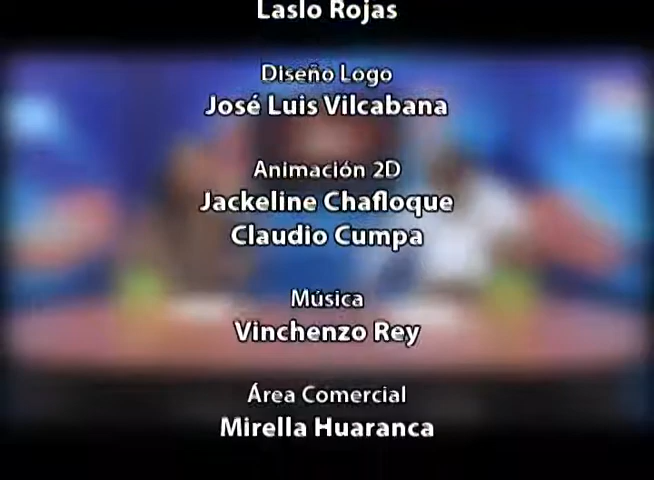 Laslo Rojas
Diseño Logo
José Luis Vilcabana
Animación 2D
Jackeline Chafloque
Claudio Cumpa
Música
Vinchenzo Rey
Área Comercial
Mirella Huaranca